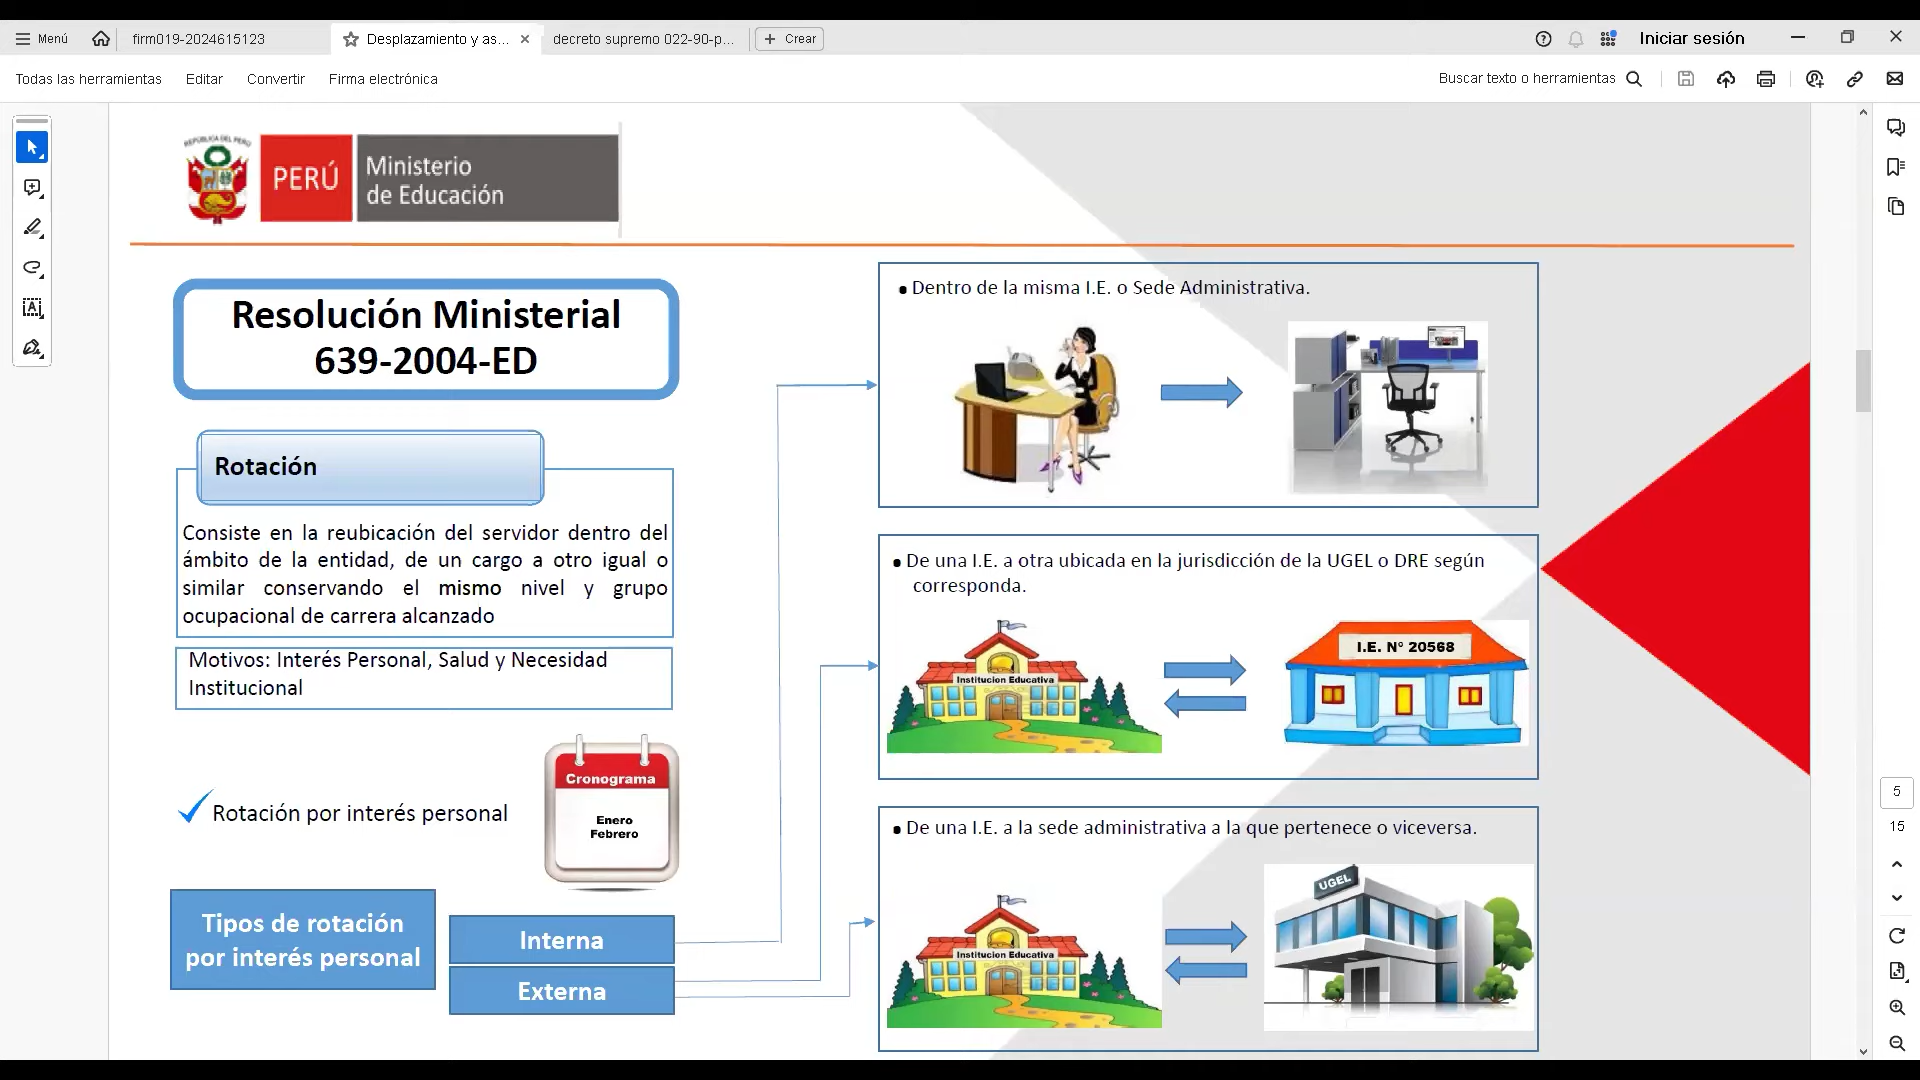 Menú
firm019-2024615123
Desplazamiento y as...
decreto supremo 022-90-p...
Crear
Iniciar sesión
Todas las herramientas
Editar
Convertir
Firma electrónica
Buscar texto o herramientas
REPÚBLICA DEL PERÚ
PERÚ
Ministerio
de Educación
Resolución Ministerial
639-2004-ED
Rotación
Consiste en la reubicación del servidor dentro del
ámbito de la entidad, de un cargo a otro igual o
similar conservando el mismo nivel y grupo
ocupacional de carrera alcanzado
Motivos: Interés Personal, Salud y Necesidad
Institucional
Cronograma
Enero
Febrero
Rotación por interés personal
Tipos de rotación
por interés personal
Interna
Externa
• Dentro de la misma I.E. o Sede Administrativa.
• De una I.E. a otra ubicada en la jurisdicción de la UGEL o DRE según
corresponda.
Institucion Educativa
I.E. N° 20568
• De una I.E. a la sede administrativa a la que pertenece o viceversa.
Institucion Educativa
UGEL
5
15